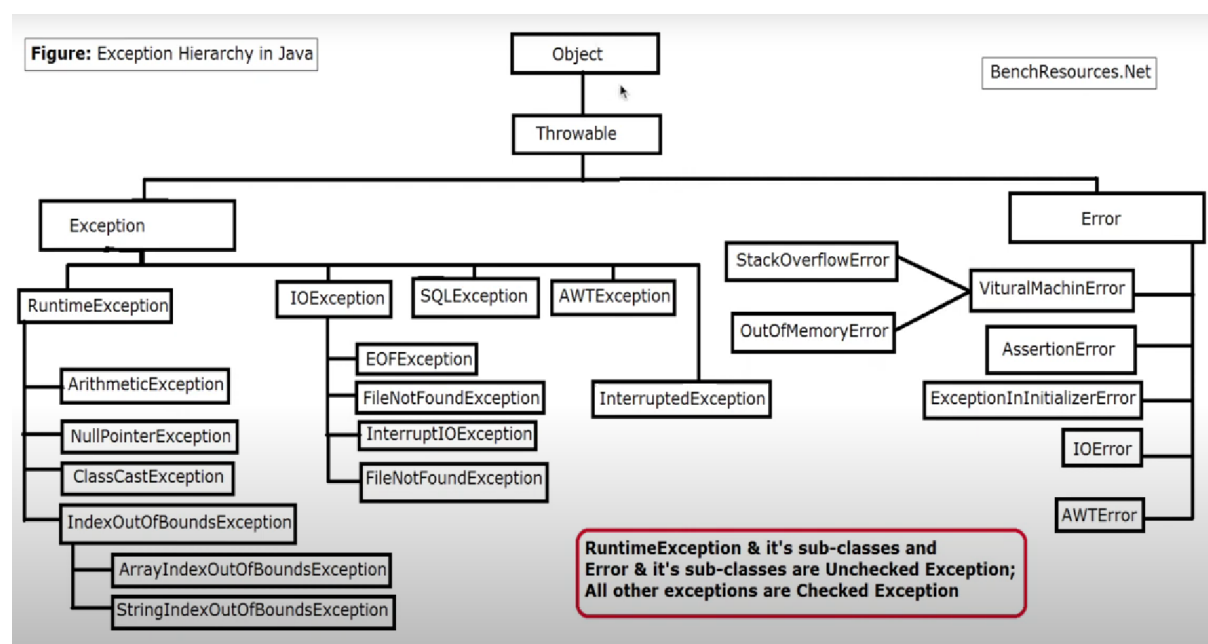 Figure: Exception Hierarchy in Java
Object
BenchResources.Net
Throwable
Exception
Error
StackOverflowError
VituralMachinError
OutOfMemoryError
RuntimeException
IOException
SQLException
AWTException
AssertionError
EOFException
ArithmeticException
FileNotFoundException
InterruptedException
ExceptionInInitializerError
NullPointerException
InterruptIOException
IOError
ClassCastException
FileNotFoundException
IndexOutOfBoundsException
AWTError
RuntimeException & it's sub-classes and
Error & it's sub-classes are Unchecked Exception;
All other exceptions are Checked Exception
ArrayIndexOutOfBoundsException
StringIndexOutOfBoundsException